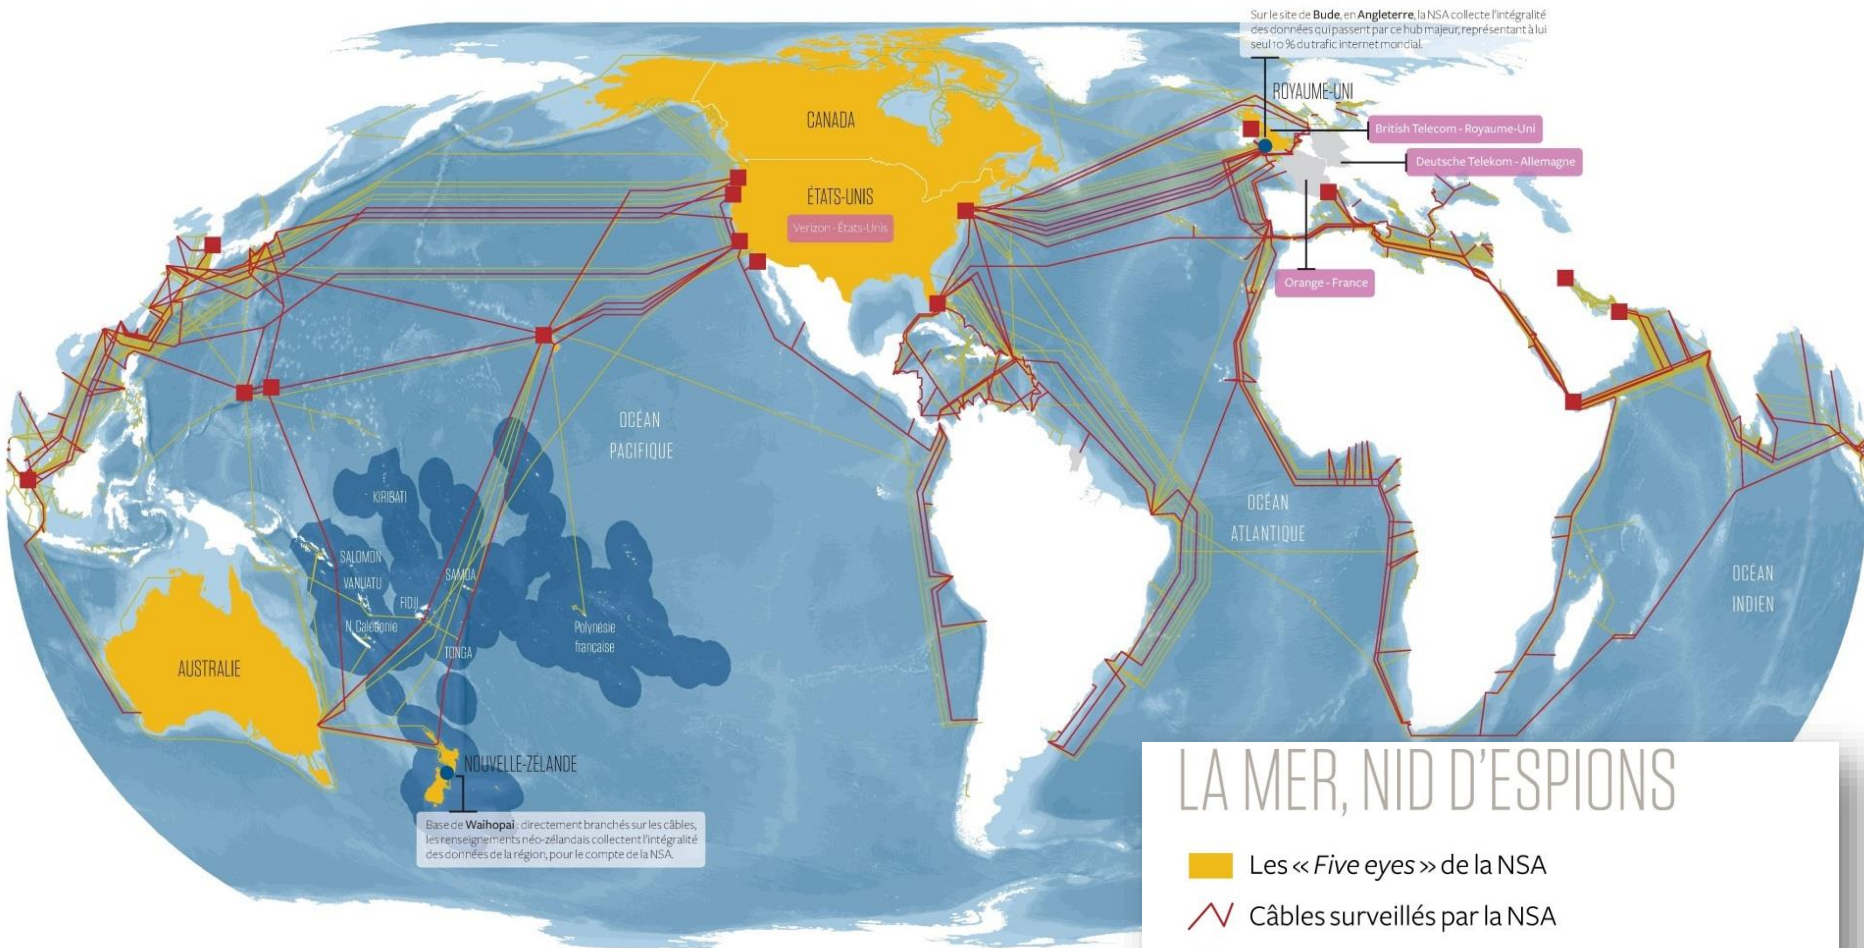 Sur le site de Bude, en Angleterre, la NSA collecte l'intégralité
des données qui passent par ce hub majeur, représentant à lui
seul 10 % du trafic internet mondial.
ROYAUME-UNI
CANADA
British Telecom - Royaume-Uni
Deutsche Telekom - Allemagne
ÉTATS-UNIS
Verizon - États-Unis
Orange - France
OCÉAN
PACIFIQUE
KIRIBATI
OCÉAN
ATLANTIQUE
SALOMON
VANUATU
SAMOA
FIDJI
N. Calédonie
Polynésie
française
TONGA
OCÉAN
INDIEN
AUSTRALIE
NOUVELLE-ZÉLANDE
Base de Waihopai : directement branchés sur les câbles,
les renseignements néo-zélandais collectent l'intégralité
des données de la région, pour le compte de la NSA.
LA MER, NID D'ESPIONS
Les « Five eyes » de la NSA
Câbles surveillés par la NSA